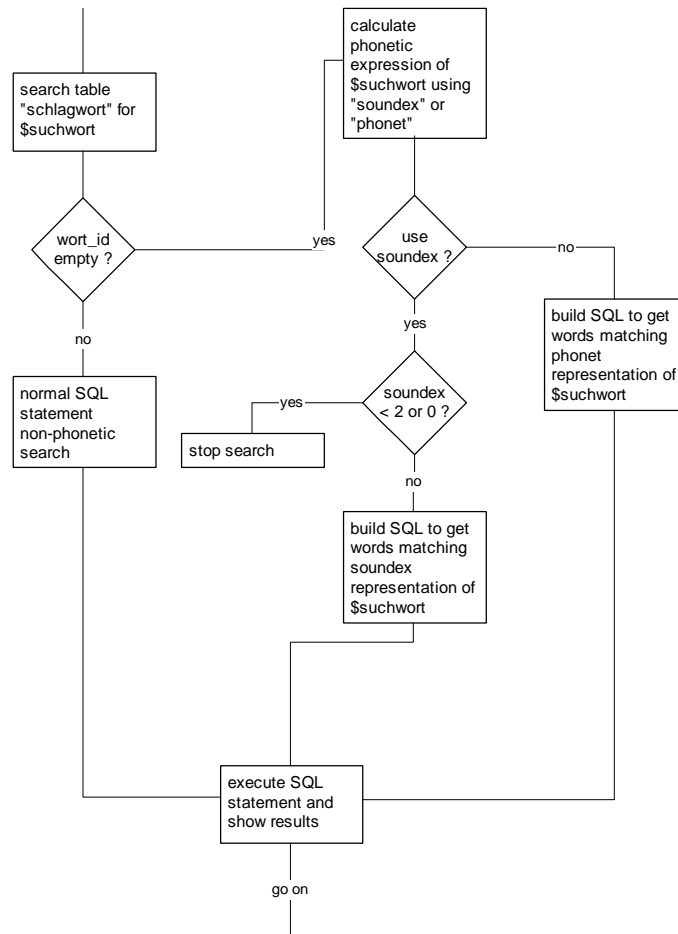 search table
"schlagwort" for
$suchwort
wort_id
empty ?
yes
no
normal SQL
statement
non-phonetic
search
calculate
phonetic
expression of
$suchwort using
"soundex" or
"phonet"
use
soundex ?
no
yes
build SQL to get
words matching
phonet
representation of
$suchwort
soundex
< 2 or 0 ?
yes
stop search
no
build SQL to get
words matching
soundex
representation of
$suchwort
execute SQL
statement and
show results
go on